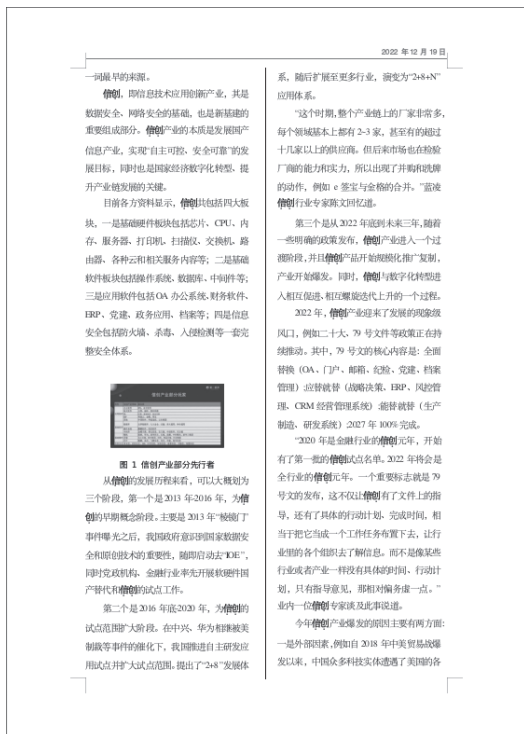 2022 年 12 月 19 日
一词最早的来源。
信创，即信息技术应用创新产业，其是
数据安全、网络安全的基础，也是新基建的
重要组成部分。信创产业的本质是发展国产
信息产业，实现“自主可控、安全可靠”的发
展目标，同时也是国家经济数字化转型、提
升产业链发展的关键。
目前各方资料显示，信创共包括四大板
块，一是基础硬件板块包括芯片、CPU、内
存、服务器、打印机、扫描仪、交换机、路
由器、各种云和相关服务内容等；二是基础
软件板块包括操作系统、数据库、中间件等；
三是应用软件包括 OA 办公系统、财务软件、
ERP、党建、政务应用、档案等；四是信息
安全包括防火墙、杀毒、入侵检测等一套完
整安全体系。
信创产业部分先行者
图 1 信创产业部分先行者
从信创的发展历程来看，可以大概划为
三个阶段，第一个是 2013 年-2016 年，为信
创的早期概念阶段。主要是 2013 年“棱镜门”
事件曝光之后，我国政府意识到国家数据安
全和原创技术的重要性，随即启动去“IOE”，
同时党政机构、金融行业率先开展软硬件国
产替代和信创的试点工作。
第二个是 2016 年底-2020 年，为信创的
试点范围扩大阶段。在中兴、华为相继被美
制裁等事件的催化下，我国推进自主研发应
用试点并扩大试点范围。提出了“2+8”发展体
系，随后扩展至更多行业，演变为“2+8+N”
应用体系。
“这个时期，整个产业链上的厂家非常多，
每个领域基本上都有 2-3 家，甚至有的超过
十几家以上的供应商。但后来市场也在检验
厂商的能力和实力，所以出现了并购和洗牌
的动作，例如 e 签宝与金格的合并。”蓝凌
信创行业专家陈文回忆道。
第三个是从 2022 年底到未来三年，随着
一些明确的政策发布，信创产业进入一个过
渡阶段，并且信创产品开始规模化推广复制，
产业开始爆发。同时，信创与数字化转型进
入相互促进、相互螺旋迭代上升的一个过程。
2022 年，信创产业迎来了发展的现象级
风口，例如二十大、79 号文件等政策正在持
续推动。其中，79 号文的核心内容是：全面
替换（OA、门户、邮箱、纪检、党建、档案
管理）;应替就替（战略决策、ERP、风控管
理、CRM 经营管理系统）;能替就替（生产
制造、研发系统）;2027 年 100%完成。
“2020 年是金融行业的信创元年，开始
有了第一批的信创试点名单。2022 年将会是
全行业的信创元年。一个重要标志就是 79
号文的发布，这不仅让信创有了文件上的指
导，还有了具体的行动计划、完成时间，相
当于把它当成一个工作任务布置下去，让行
业里的各个组织去了解信息。而不是像某些
行业或者产业一样没有具体的时间、行动计
划，只有指导意见，那相对偏务虚一点。”
业内一位信创专家谈及此事说道。
今年信创产业爆发的原因主要有两方面:
一是外部因素，例如自 2018 年中美贸易战爆
发以来，中国众多科技实体遭遇了美国的各